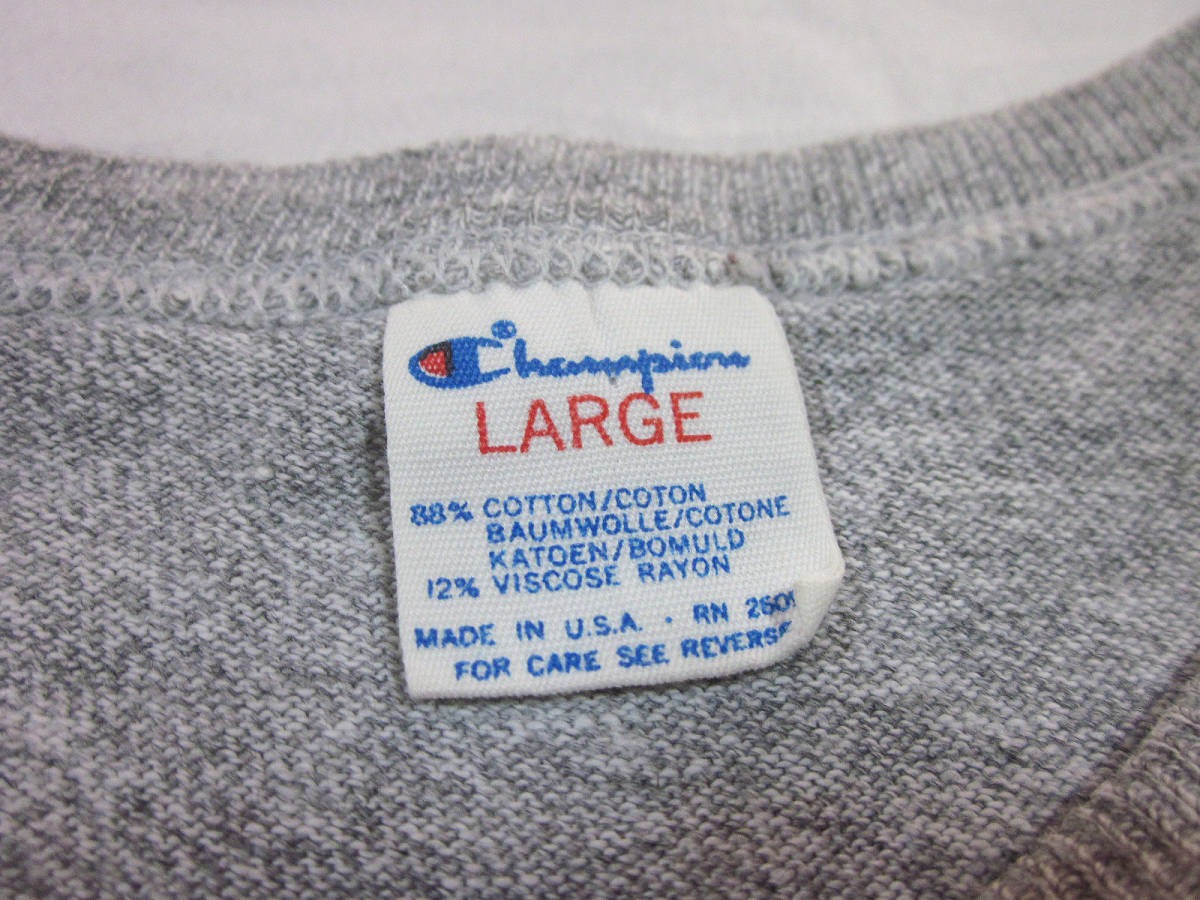 Champion®
LARGE
88% COTTON/COTON
BAUMWOLLE/COTONE
KATOEN/BOMULD
12% VISCOSE RAYON
MADE IN U.S.A. · RN
FOR CARE SEE REVERSE